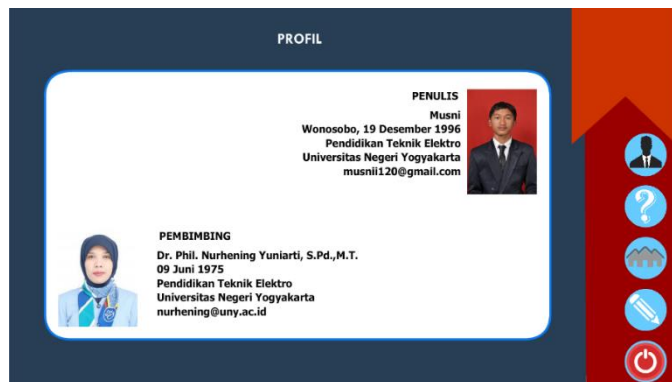 PROFIL
PENULIS
Musni
Wonosobo, 19 Desember 1996
Pendidikan Teknik Elektro
Universitas Negeri Yogyakarta
musnii120@gmail.com
PEMBIMBING
Dr. Phil. Nurhening Yuniarti, S.Pd.,M.T.
09 Juni 1975
Pendidikan Teknik Elektro
Universitas Negeri Yogyakarta
nurhening@uny.ac.id